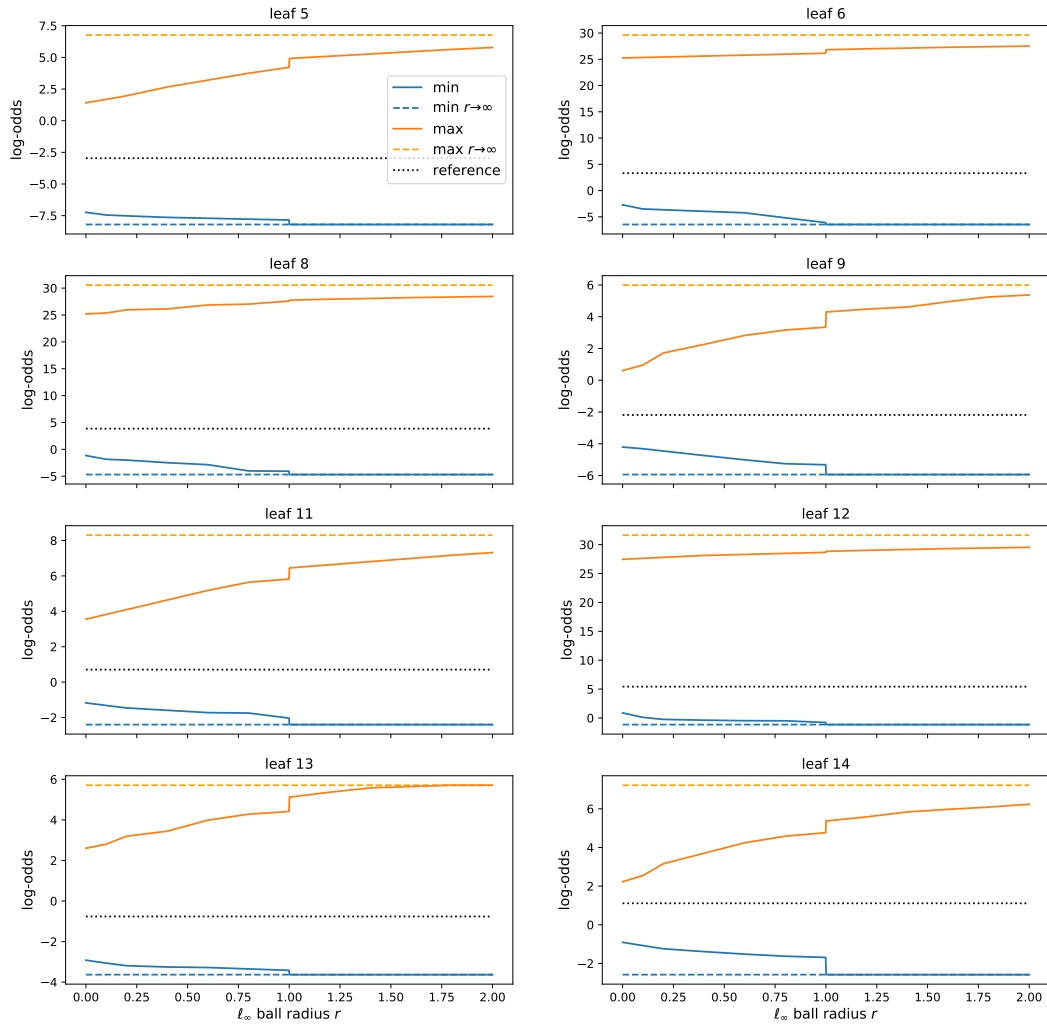 leaf 5
7.5
5.0
2.5
0.0
−2.5
−5.0
−7.5
log-odds
min
min r→∞
max
max r→∞
reference
leaf 6
30
25
20
15
10
5
0
−5
log-odds
leaf 8
30
25
20
15
10
5
0
−5
log-odds
leaf 9
6
4
2
0
−2
−4
−6
log-odds
leaf 11
8
6
4
2
0
−2
log-odds
leaf 12
30
25
20
15
10
5
0
log-odds
leaf 13
6
4
2
0
−2
−4
log-odds
0.00 0.25 0.50 0.75 1.00 1.25 1.50 1.75 2.00
ℓ∞ ball radius r
leaf 14
6
4
2
0
−2
log-odds
0.00 0.25 0.50 0.75 1.00 1.25 1.50 1.75 2.00
ℓ∞ ball radius r